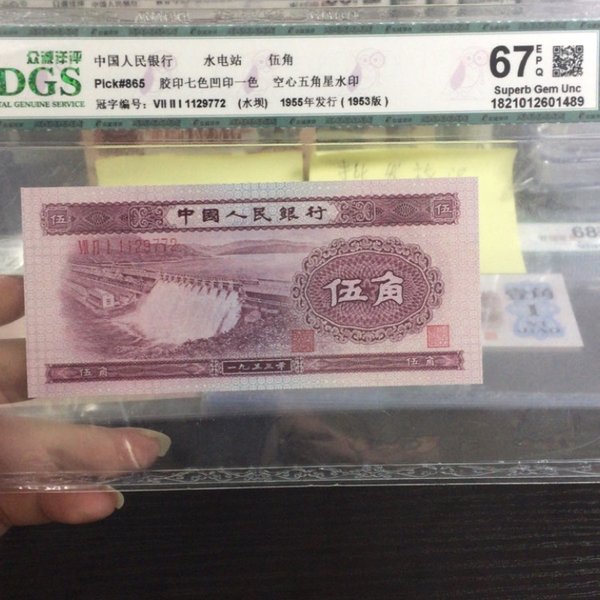 众诚洋评
DGS
TAL GENUINE SERVICE
中国人民银行 水电站 伍角
Pick#865 胶印七色凹印一色 空心五角星水印
冠字编号: VII II I 1129772 (水坝) 1955年发行 (1953版)
67 EPQ
Superb Gem Unc
1821012601489
伍 中國人民銀行 伍
VII II I 1129772
伍角
伍角 一九五三年 伍角